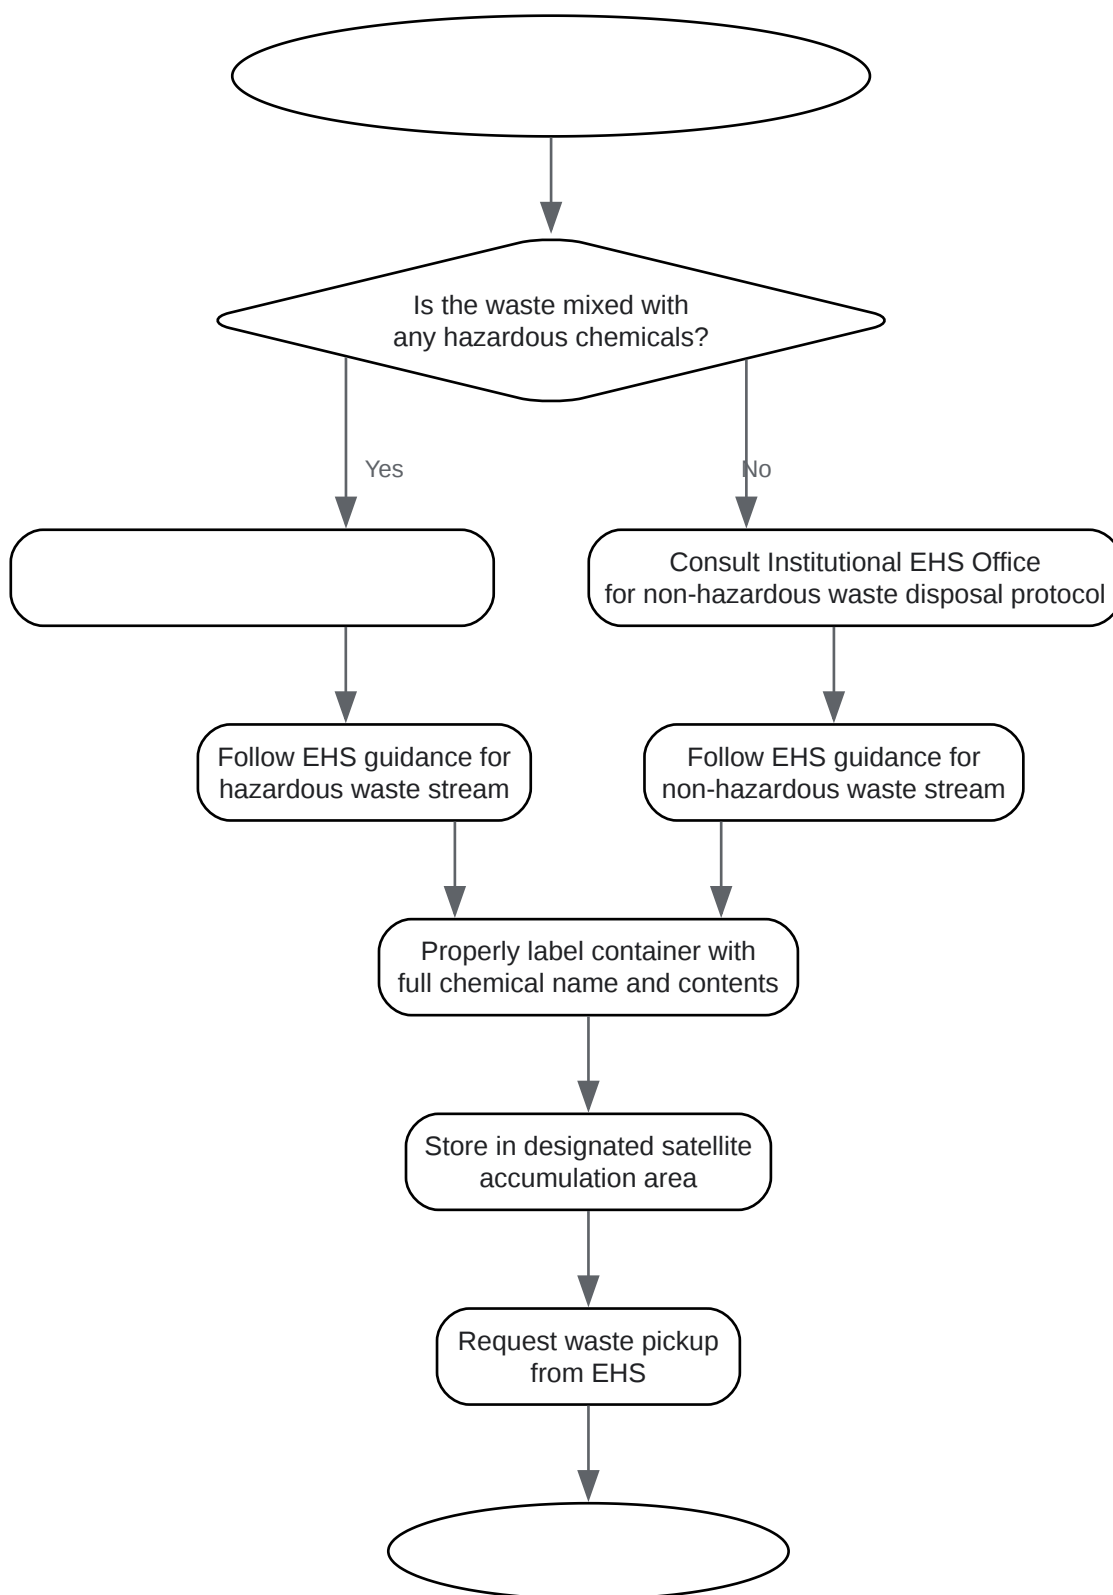 Is the waste mixed with
any hazardous chemicals?
Yes
No
Consult Institutional EHS Office
for non-hazardous waste disposal protocol
Follow EHS guidance for
hazardous waste stream
Follow EHS guidance for
non-hazardous waste stream
Properly label container with
full chemical name and contents
Store in designated satellite
accumulation area
Request waste pickup
from EHS